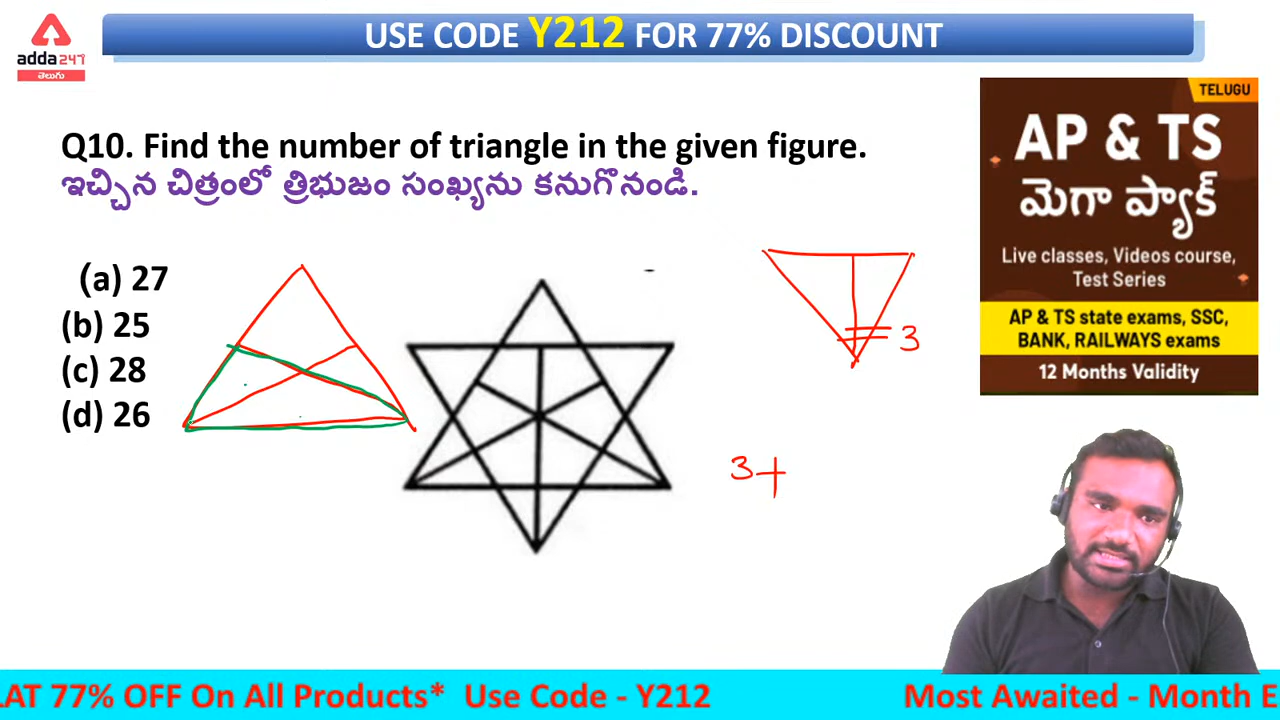 USE CODE Y212 FOR 77% DISCOUNT
adda247
తెలుగు
Q10. Find the number of triangle in the given figure.
ఇచ్చిన చిత్రంలో త్రిభుజం సంఖ్యను కనుగొనండి.
(a) 27
(b) 25
(c) 28
(d) 26
3
3+
TELUGU
AP & TS
మెగా ప్యాక్
Live classes, Videos course,
Test Series
AP & TS state exams, SSC,
BANK, RAILWAYS exams
12 Months Validity
LAT 77% OFF On All Products* Use Code - Y212 Most Awaited - Month E